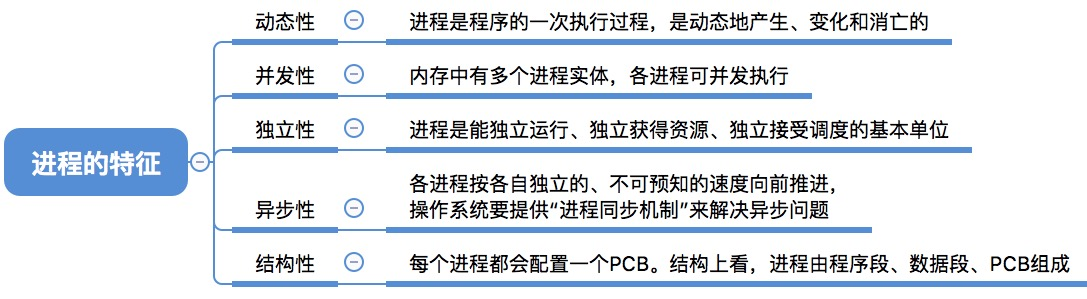 进程的特征
动态性
进程是程序的一次执行过程，是动态地产生、变化和消亡的
并发性
内存中有多个进程实体，各进程可并发执行
独立性
进程是能独立运行、独立获得资源、独立接受调度的基本单位
异步性
各进程按各自独立的、不可预知的速度向前推进，
操作系统要提供“进程同步机制”来解决异步问题
结构性
每个进程都会配置一个PCB。结构上看，进程由程序段、数据段、PCB组成